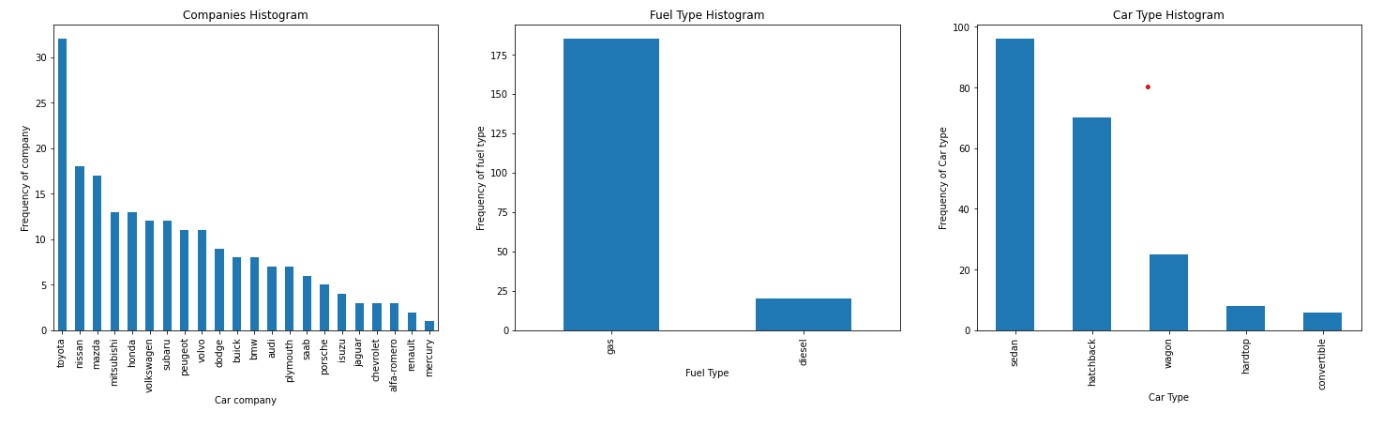 Companies Histogram
Frequency of company
30
25
20
15
10
5
0
toyota
nissan
mazda
mitsubishi
honda
volkswagen
subaru
peugeot
volvo
dodge
buick
bmw
audi
plymouth
saab
porsche
isuzu
jaguar
chevrolet
alfa-romero
renault
mercury
Car company
Fuel Type Histogram
Frequency of fuel type
175
150
125
100
75
50
25
0
gas
diesel
Fuel Type
Car Type Histogram
Frequency of Car type
100
80
60
40
20
0
sedan
hatchback
wagon
hardtop
convertible
Car Type